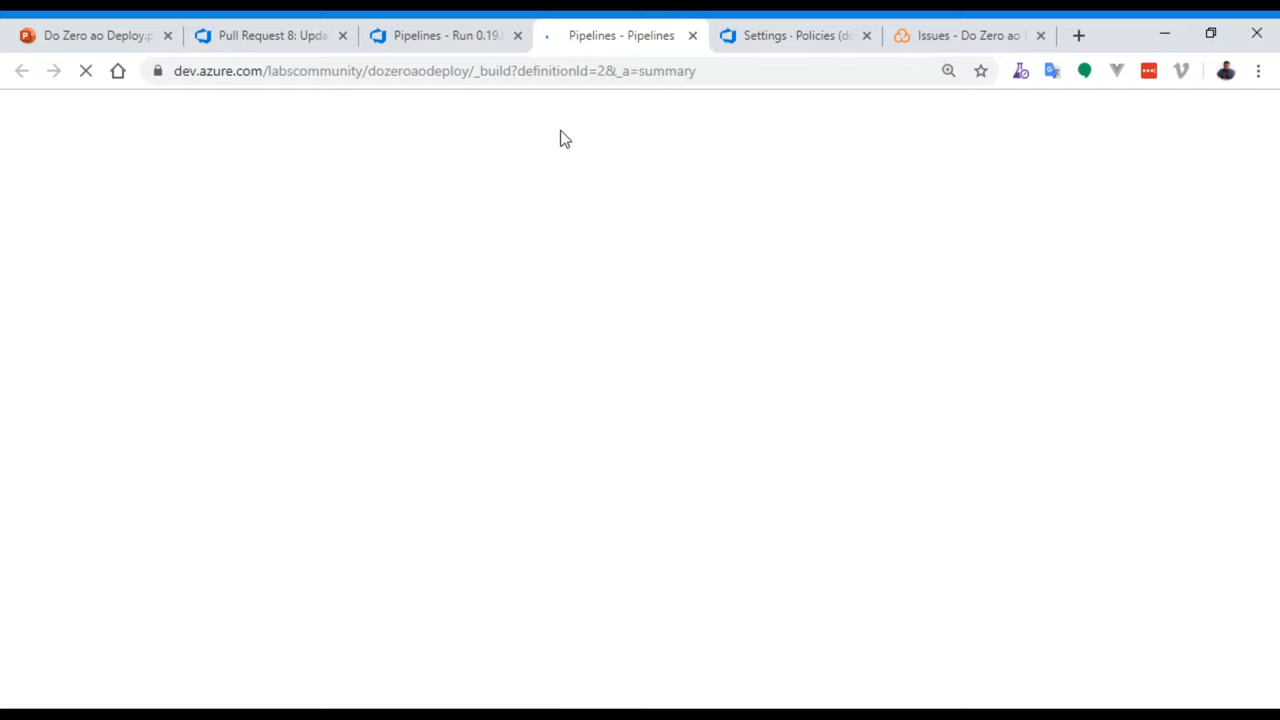 Do Zero ao Deploy.p
Pull Request 8: Upda
Pipelines - Run 0.19.
Pipelines - Pipelines
Settings · Policies (do
Issues - Do Zero ao
dev.azure.com/labscommunity/dozeroaodeploy/_build?definitionId=2&_a=summary